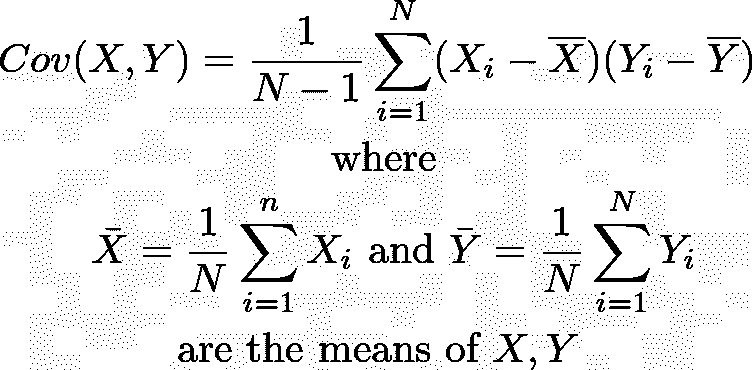 Cov(X, Y) = \frac{1}{N-1} \sum_{i=1}^{N} (X_i - \overline{X})(Y_i - \overline{Y})
where
\bar{X} = \frac{1}{N} \sum_{i=1}^{n} X_i and \bar{Y} = \frac{1}{N} \sum_{i=1}^{N} Y_i
are the means of X, Y